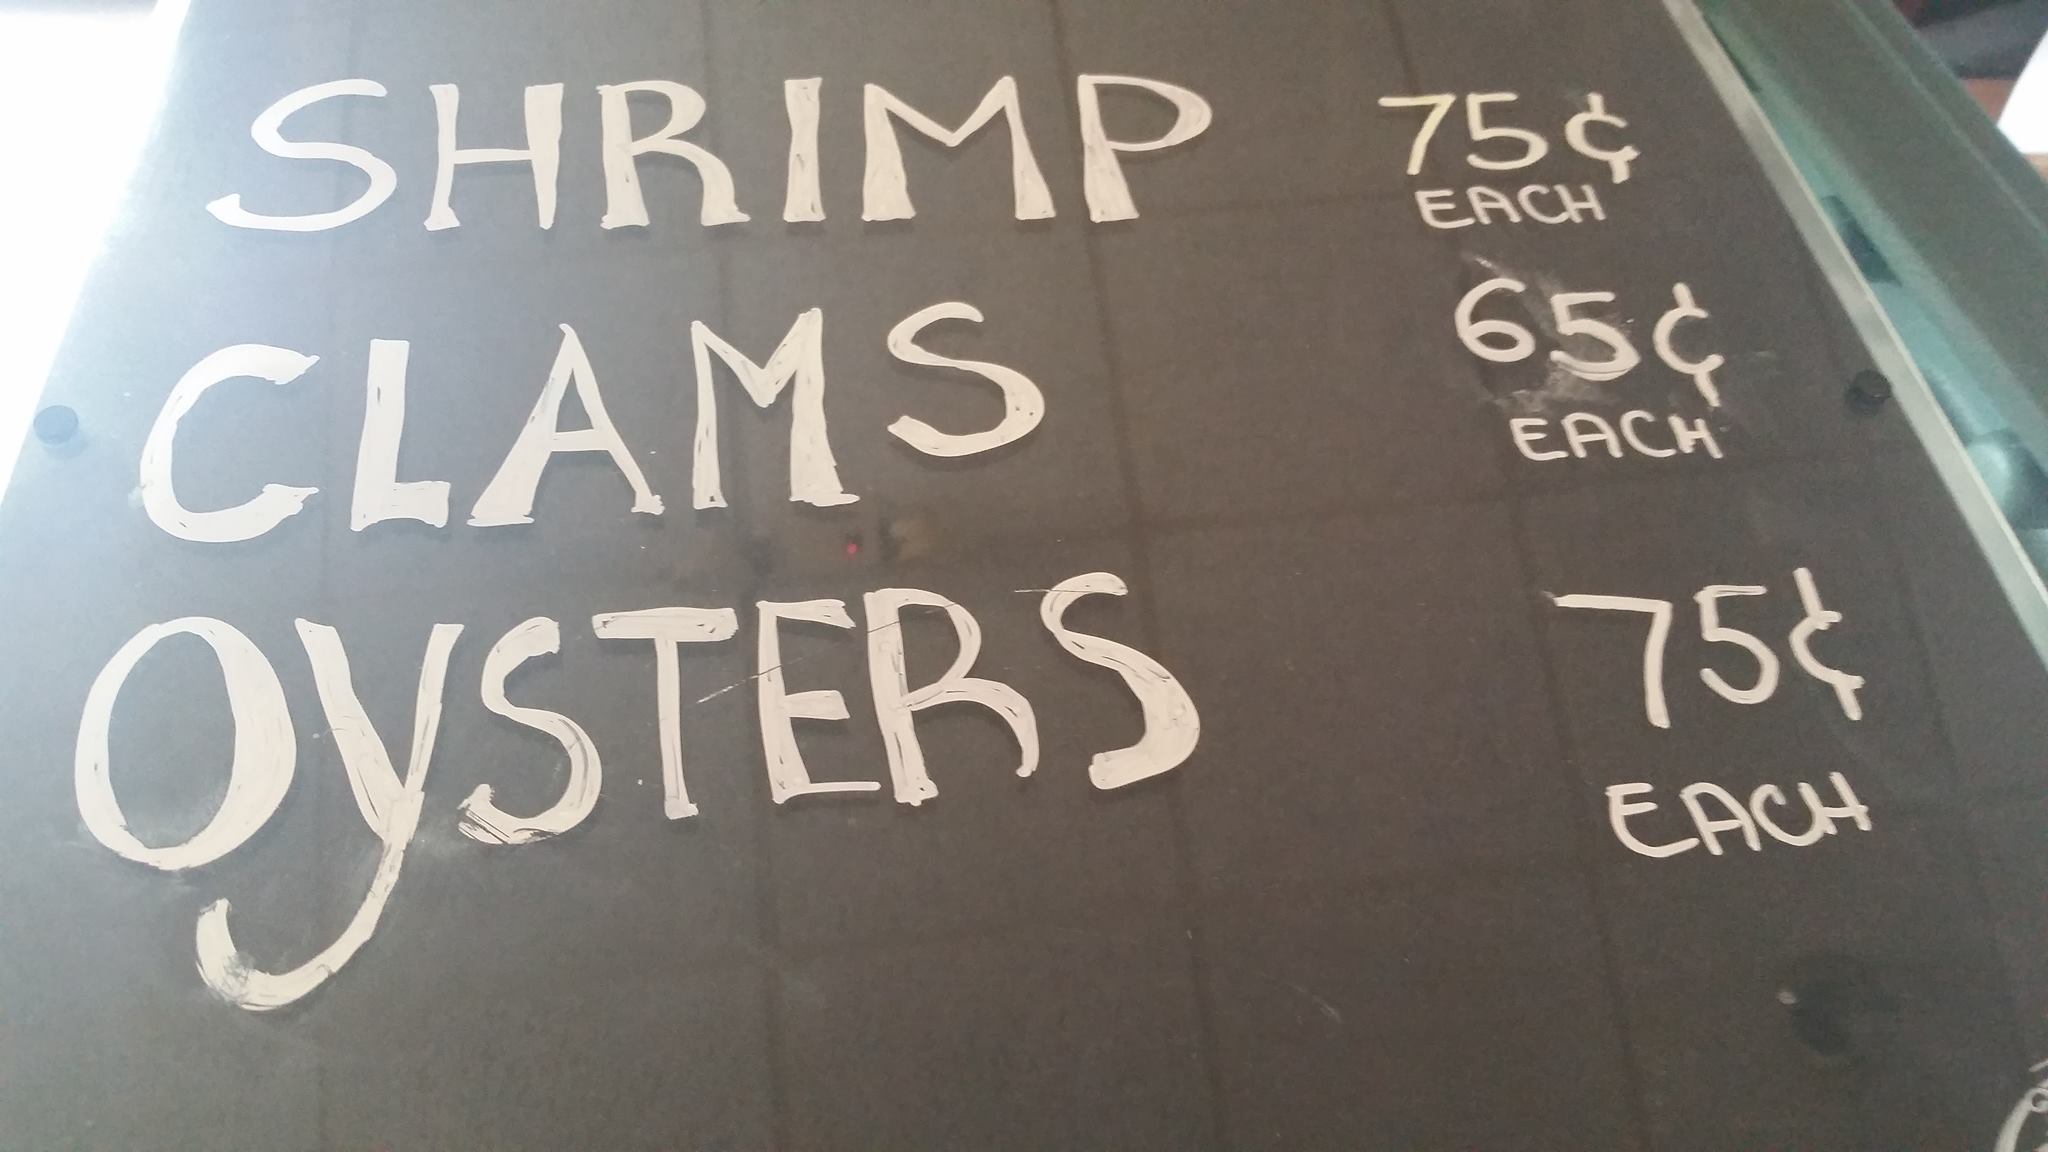 SHRIMP 75¢
EACH
CLAMS 65¢
EACH
OYSTERS 75¢
EACH